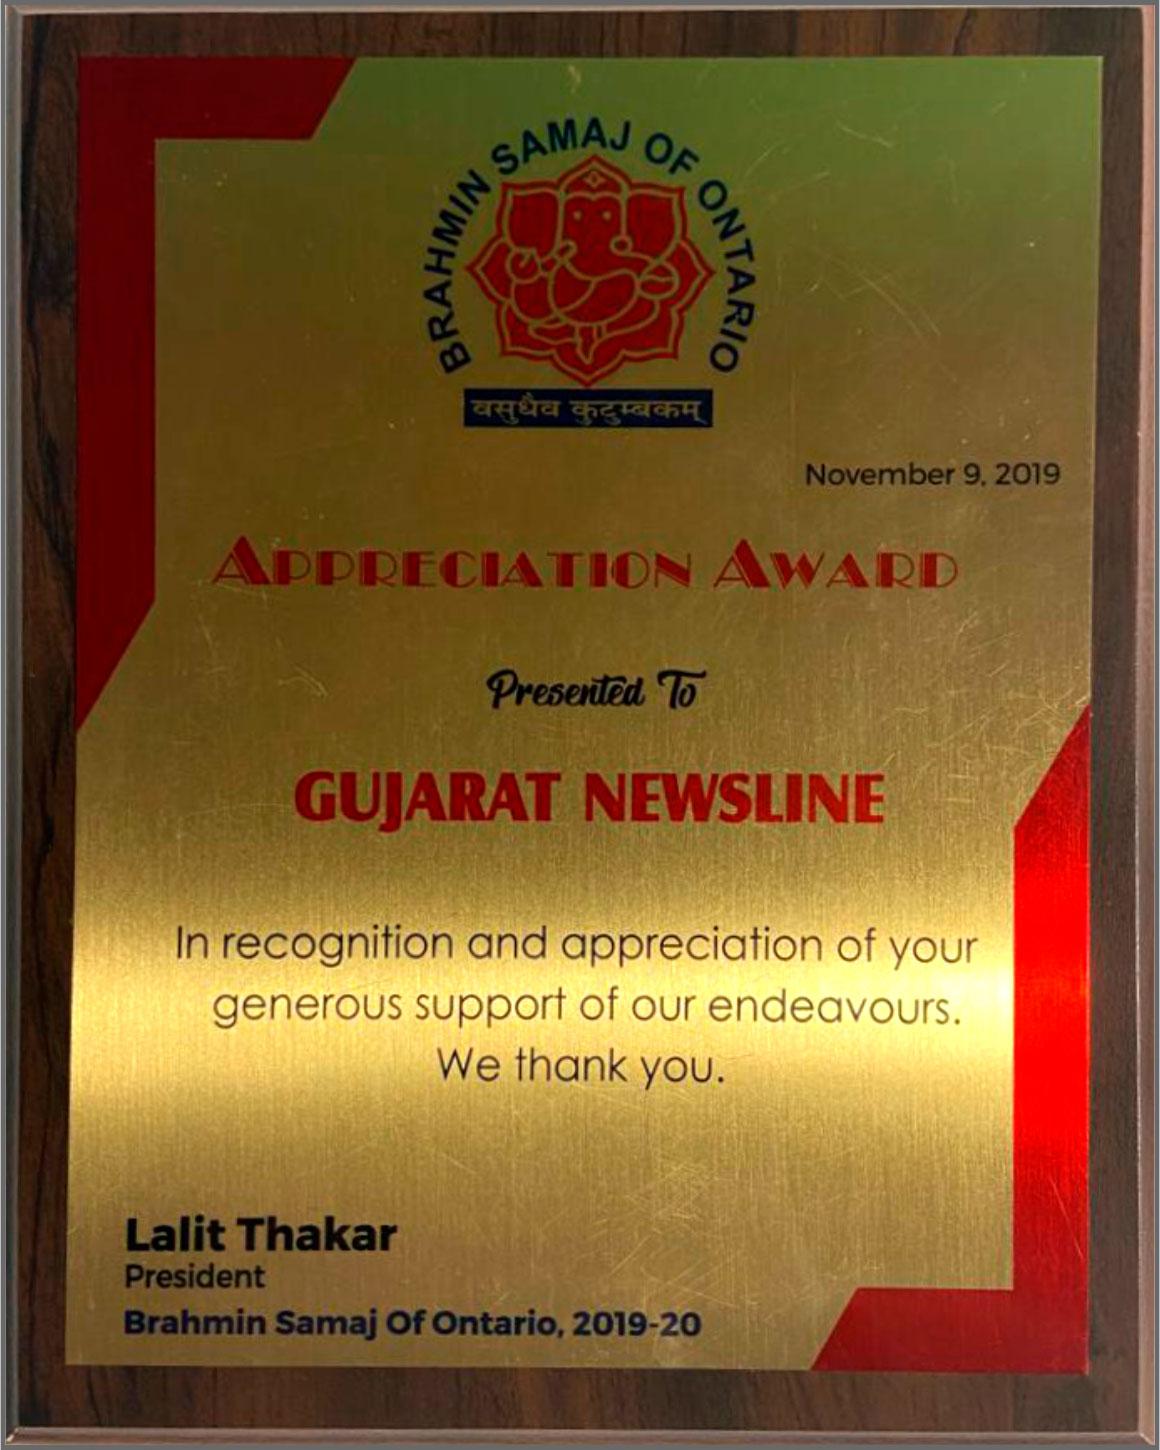 BRAHMIN SAMAJ OF ONTARIO
वसुधैव कुटुम्बकम्
November 9, 2019
APPRECIATION AWARD
Presented To
GUJARAT NEWSLINE
In recognition and appreciation of your
generous support of our endeavours.
We thank you.
Lalit Thakar
President
Brahmin Samaj Of Ontario, 2019-20